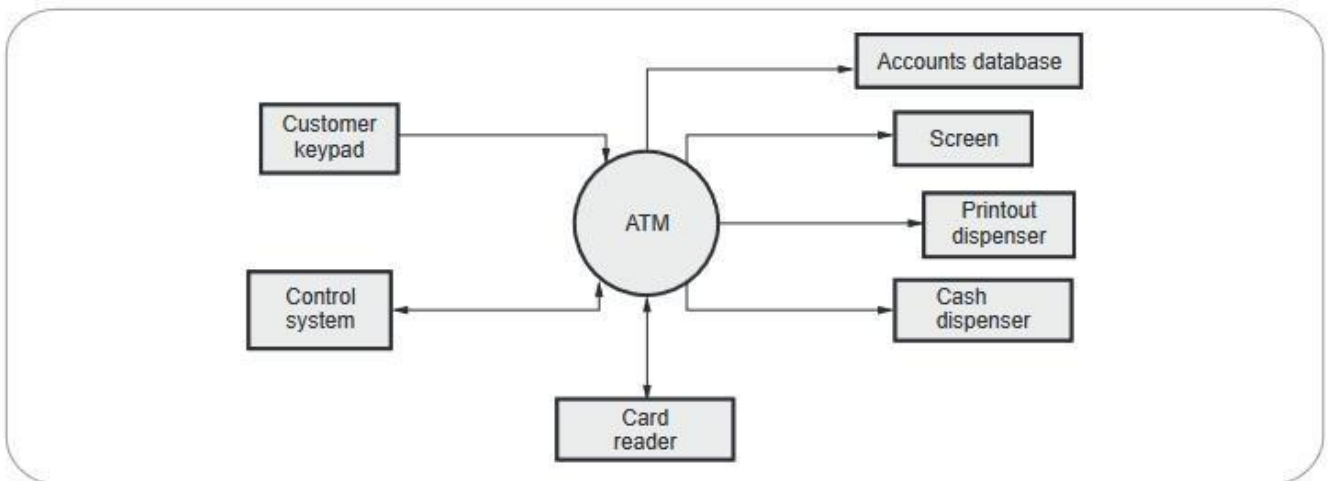 Accounts database
Customer
keypad
Screen
ATM
Printout
dispenser
Control
system
Cash
dispenser
Card
reader